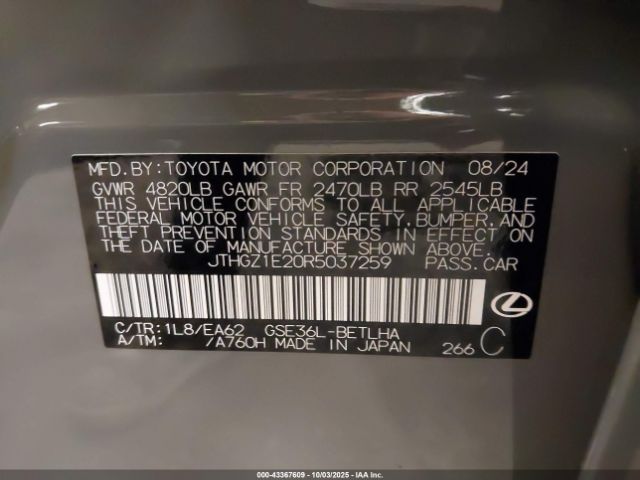 MFD.BY:TOYOTA MOTOR CORPORATION 08/24
GVWR 4820LB GAWR FR 2470LB RR 2545LB
THIS VEHICLE CONFORMS TO ALL APPLICABLE
FEDERAL MOTOR VEHICLE SAFETY, BUMPER, AND
THEFT PREVENTION STANDARDS IN EFFECT ON
THE DATE OF MANUFACTURE SHOWN ABOVE.
JTHGZ1E20R5037259 PASS.CAR
C/TR:1L8/EA62 GSE36L-BETLHA
A/TM: /A760H MADE IN JAPAN 266 C
000-43367609 - 10/03/2025 - IAAI.COM